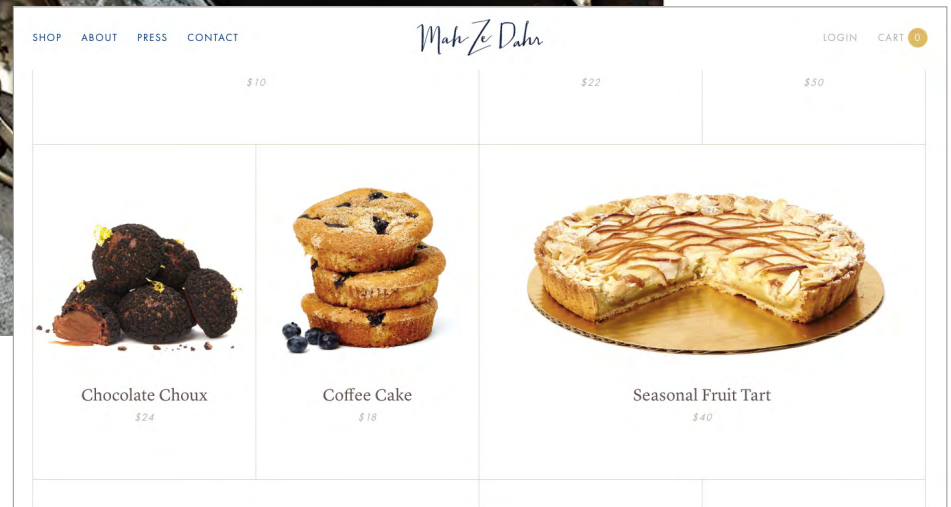 SHOP ABOUT PRESS CONTACT Mah Ze Dahr LOGIN CART 0
$10 $22 $50
Chocolate Choux Coffee Cake Seasonal Fruit Tart
$24 $18 $40